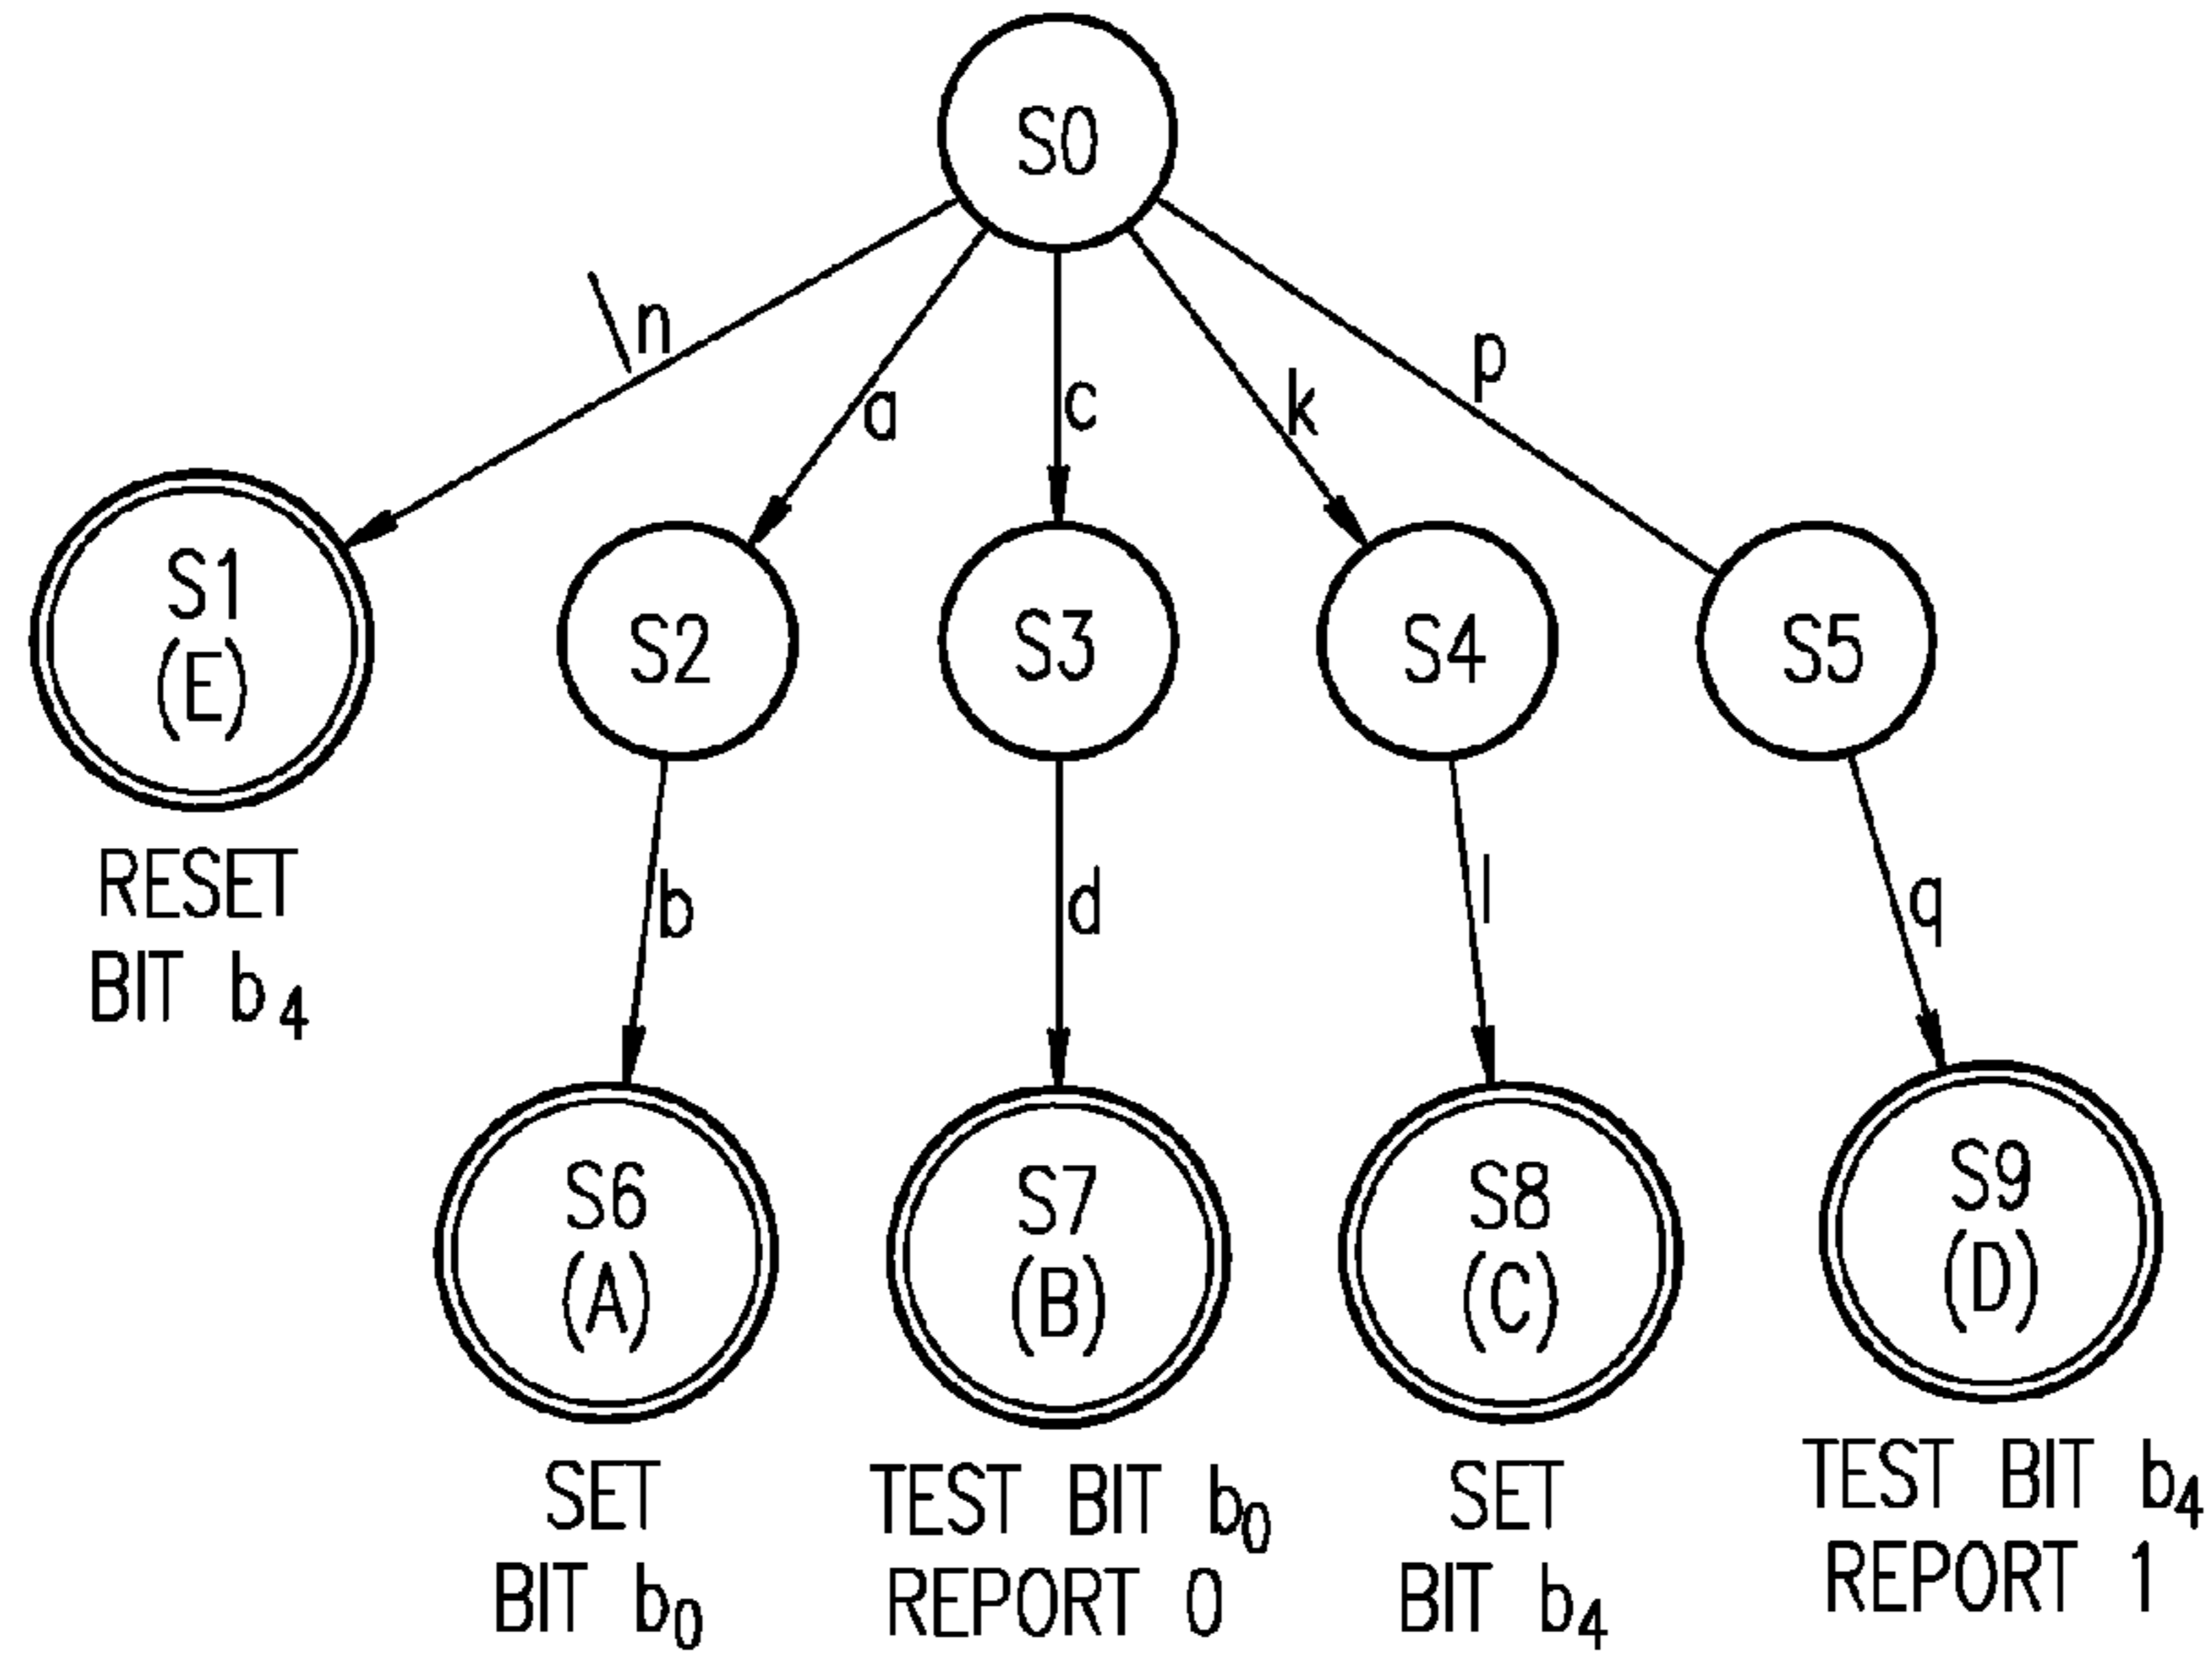 S0
\n
a
c
k
p
S1
(E)
S2
S3
S4
S5
RESET
BIT b4
b
d
l
q
S6
(A)
S7
(B)
S8
(C)
S9
(D)
SET
BIT b0
TEST BIT b0
REPORT 0
SET
BIT b4
TEST BIT b4
REPORT 1